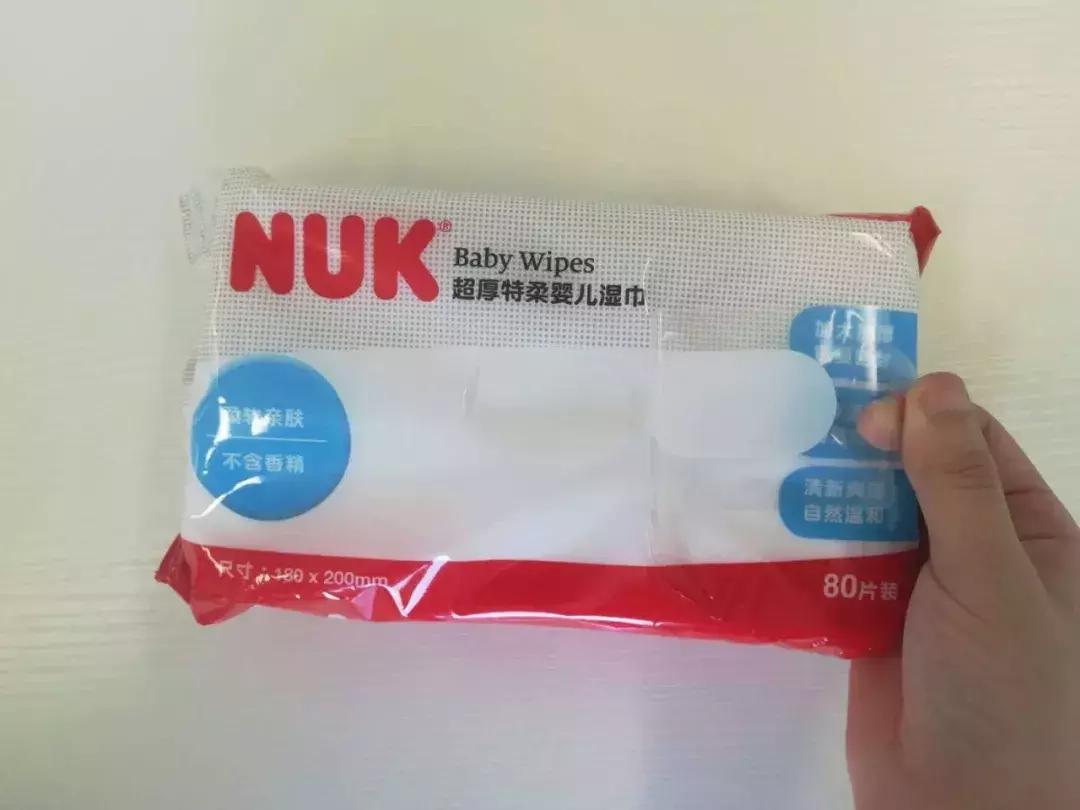 NUK®
Baby Wipes
超厚特柔婴儿湿巾
亲肤
不含香精
清新爽
自然温和
尺寸：180 x 200mm
80片装